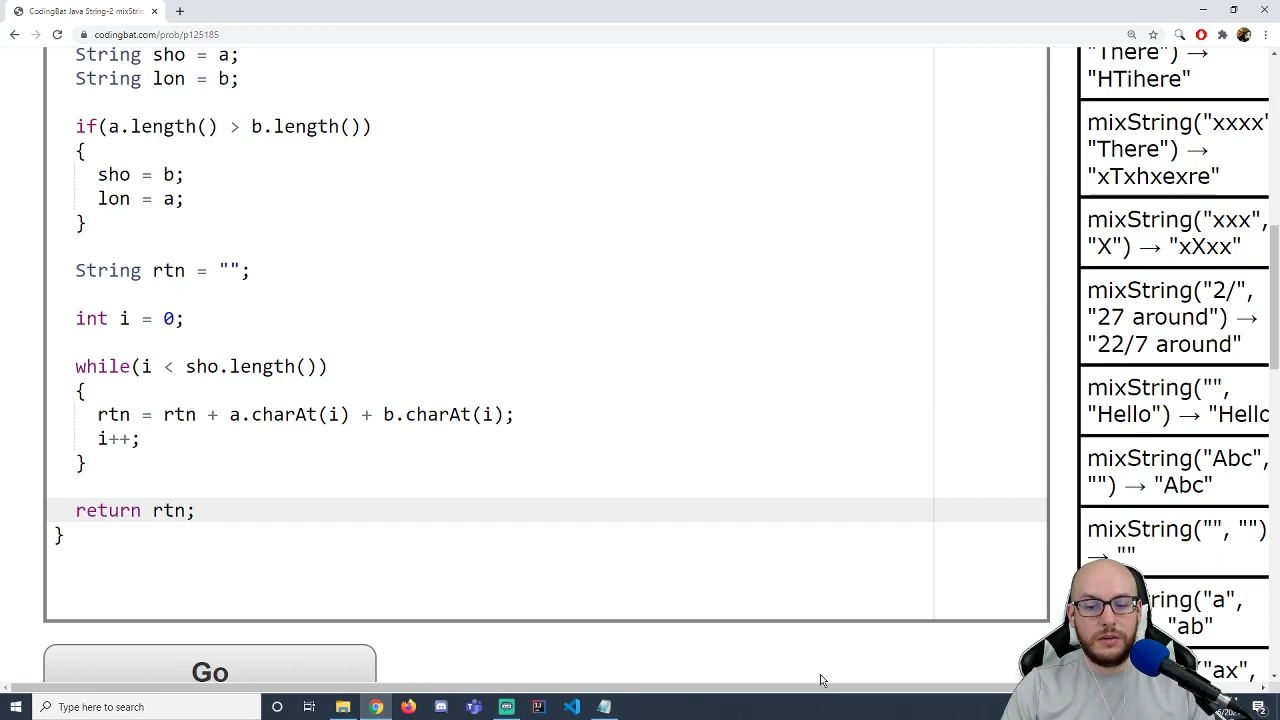 CodingBat Java String-2 mixStrin
codingbat.com/prob/p125185
String sho = a;
String lon = b;
if(a.length() > b.length())
{
sho = b;
lon = a;
}
String rtn = "";
int i = 0;
while(i < sho.length())
{
rtn = rtn + a.charAt(i) + b.charAt(i);
i++;
}
return rtn;
}
Go
"There") →
"HTihere"
mixString("xxxx"
"There") →
"xTxhxexre"
mixString("xxx",
"X") → "xXxx"
mixString("2/",
"27 around") →
"22/7 around"
mixString("",
"Hello") → "Hello
mixString("Abc",
"") → "Abc"
mixString("", "")
→ ""
ring("a",
"ab"
("ax",
Type here to search